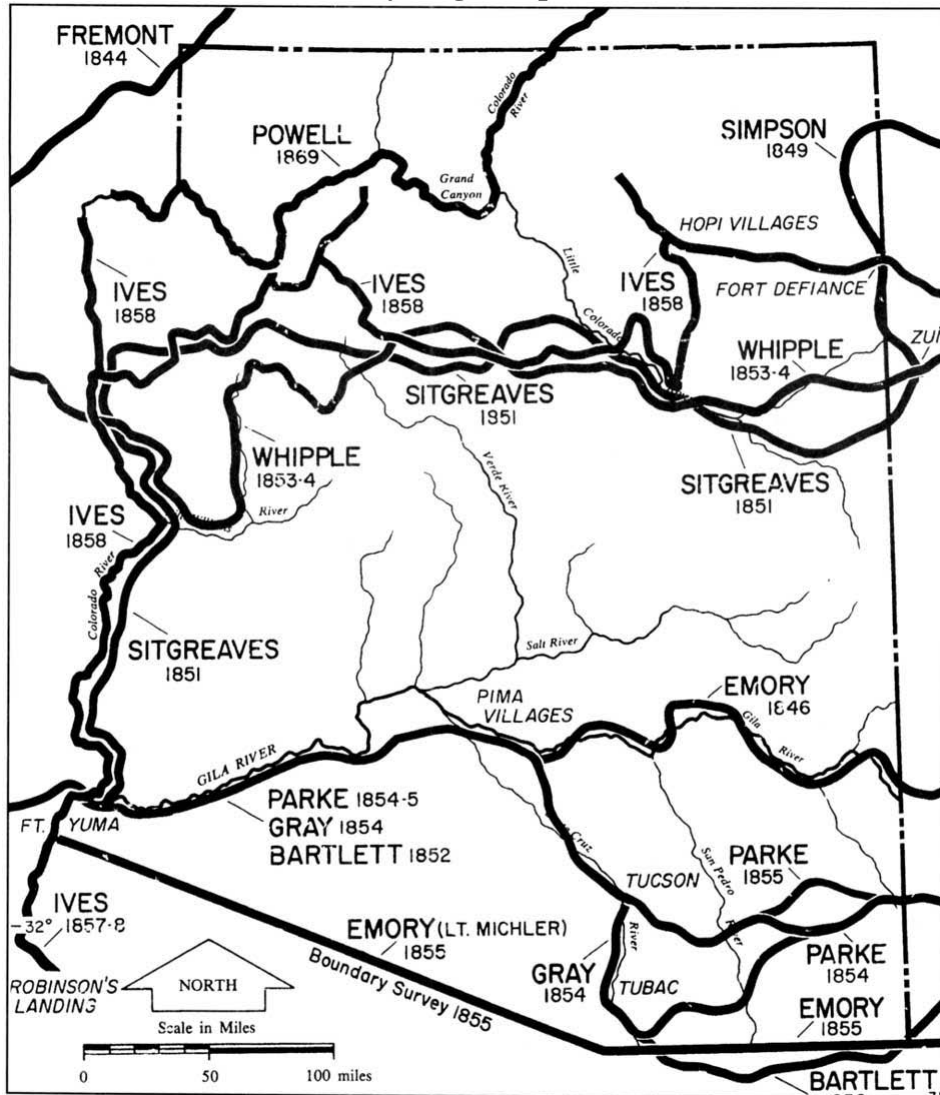 FREMONT
1844
POWELL
1869
Colorado
River
Grand
Canyon
SIMPSON
1849
HOPI VILLAGES
IVES
1858
FORT DEFIANCE
IVES
1858
IVES
1858
Little
Colorado
WHIPPLE
1853-4
SITGREAVES
1951
WHIPPLE
1853-4
River
Verde River
SITGREAVES
1851
IVES
1858
Colorado
River
SITGREAVES
1851
Salt River
PIMA
VILLAGES
EMORY
1846
Gila
River
GILA RIVER
PARKE 1854-5
GRAY 1854
BARTLETT 1852
FT. YUMA
Cruz
River
San Pedro
River
TUCSON
PARKE
1855
IVES
1857-8
32°
ROBINSON'S
LANDING
EMORY (LT. MICHLER)
1855
Boundary Survey 1855
GRAY
1854
TUBAC
PARKE
1854
EMORY
1855
BARTLETT
NORTH
Scale in Miles
0 50 100 miles